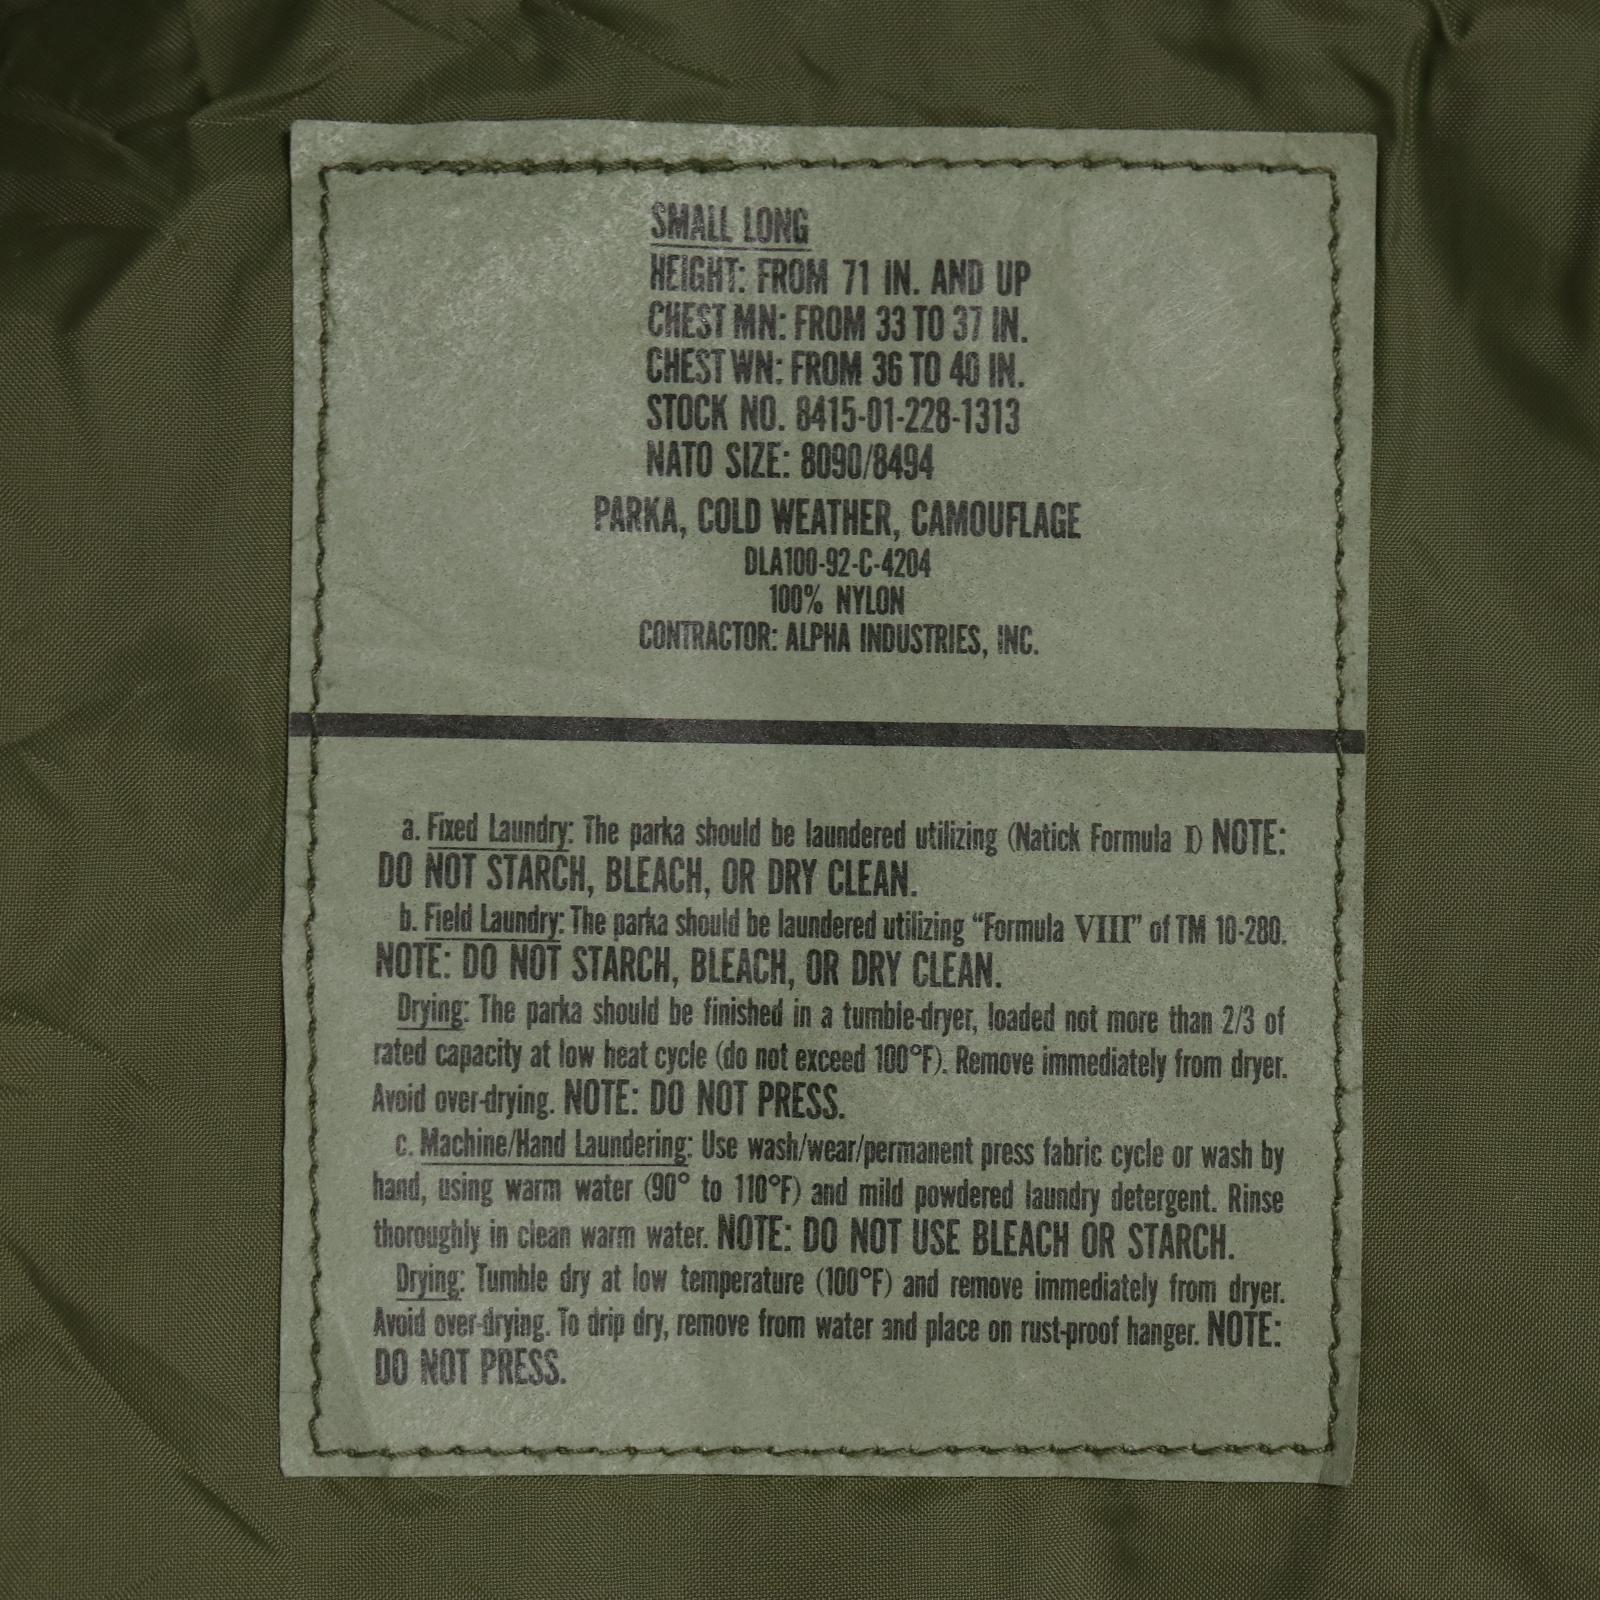 SMALL LONG
HEIGHT: FROM 71 IN. AND UP
CHEST MN: FROM 33 TO 37 IN.
CHEST WN: FROM 36 TO 40 IN.
STOCK NO. 8415-01-228-1313
NATO SIZE: 8090/8494
PARKA, COLD WEATHER, CAMOUFLAGE
DLA100-92-C-4204
100% NYLON
CONTRACTOR: ALPHA INDUSTRIES, INC.
a. Fixed Laundry: The parka should be laundered utilizing (Natick Formula I) NOTE:
DO NOT STARCH, BLEACH, OR DRY CLEAN.
b. Field Laundry: The parka should be laundered utilizing “Formula VIII” of TM 10-280.
NOTE: DO NOT STARCH, BLEACH, OR DRY CLEAN.
Drying: The parka should be finished in a tumble-dryer, loaded not more than 2/3 of
rated capacity at low heat cycle (do not exceed 100°F). Remove immediately from dryer.
Avoid over-drying. NOTE: DO NOT PRESS.
c. Machine/Hand Laundering: Use wash/wear/permanent press fabric cycle or wash by
hand, using warm water (90° to 110°F) and mild powdered laundry detergent. Rinse
thoroughly in clean warm water. NOTE: DO NOT USE BLEACH OR STARCH.
Drying: Tumble dry at low temperature (100°F) and remove immediately from dryer.
Avoid over-drying. To drip dry, remove from water and place on rust-proof hanger. NOTE:
DO NOT PRESS.